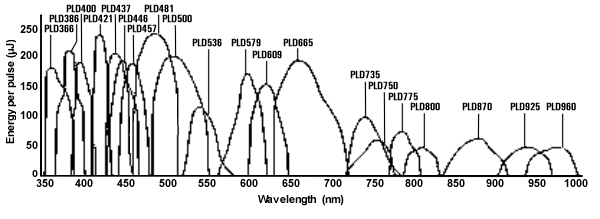 PLD400 PLD437 PLD481
PLD386 PLD446 PLD500
PLD366 PLD421 PLD457
PLD536 PLD579 PLD665
PLD609
PLD735
PLD750
PLD775
PLD800 PLD870 PLD925 PLD960
Energy per pulse (µJ)
250
200
150
100
50
0
350 400 450 500 550 600 650 700 750 800 850 900 950 1000
Wavelength (nm)